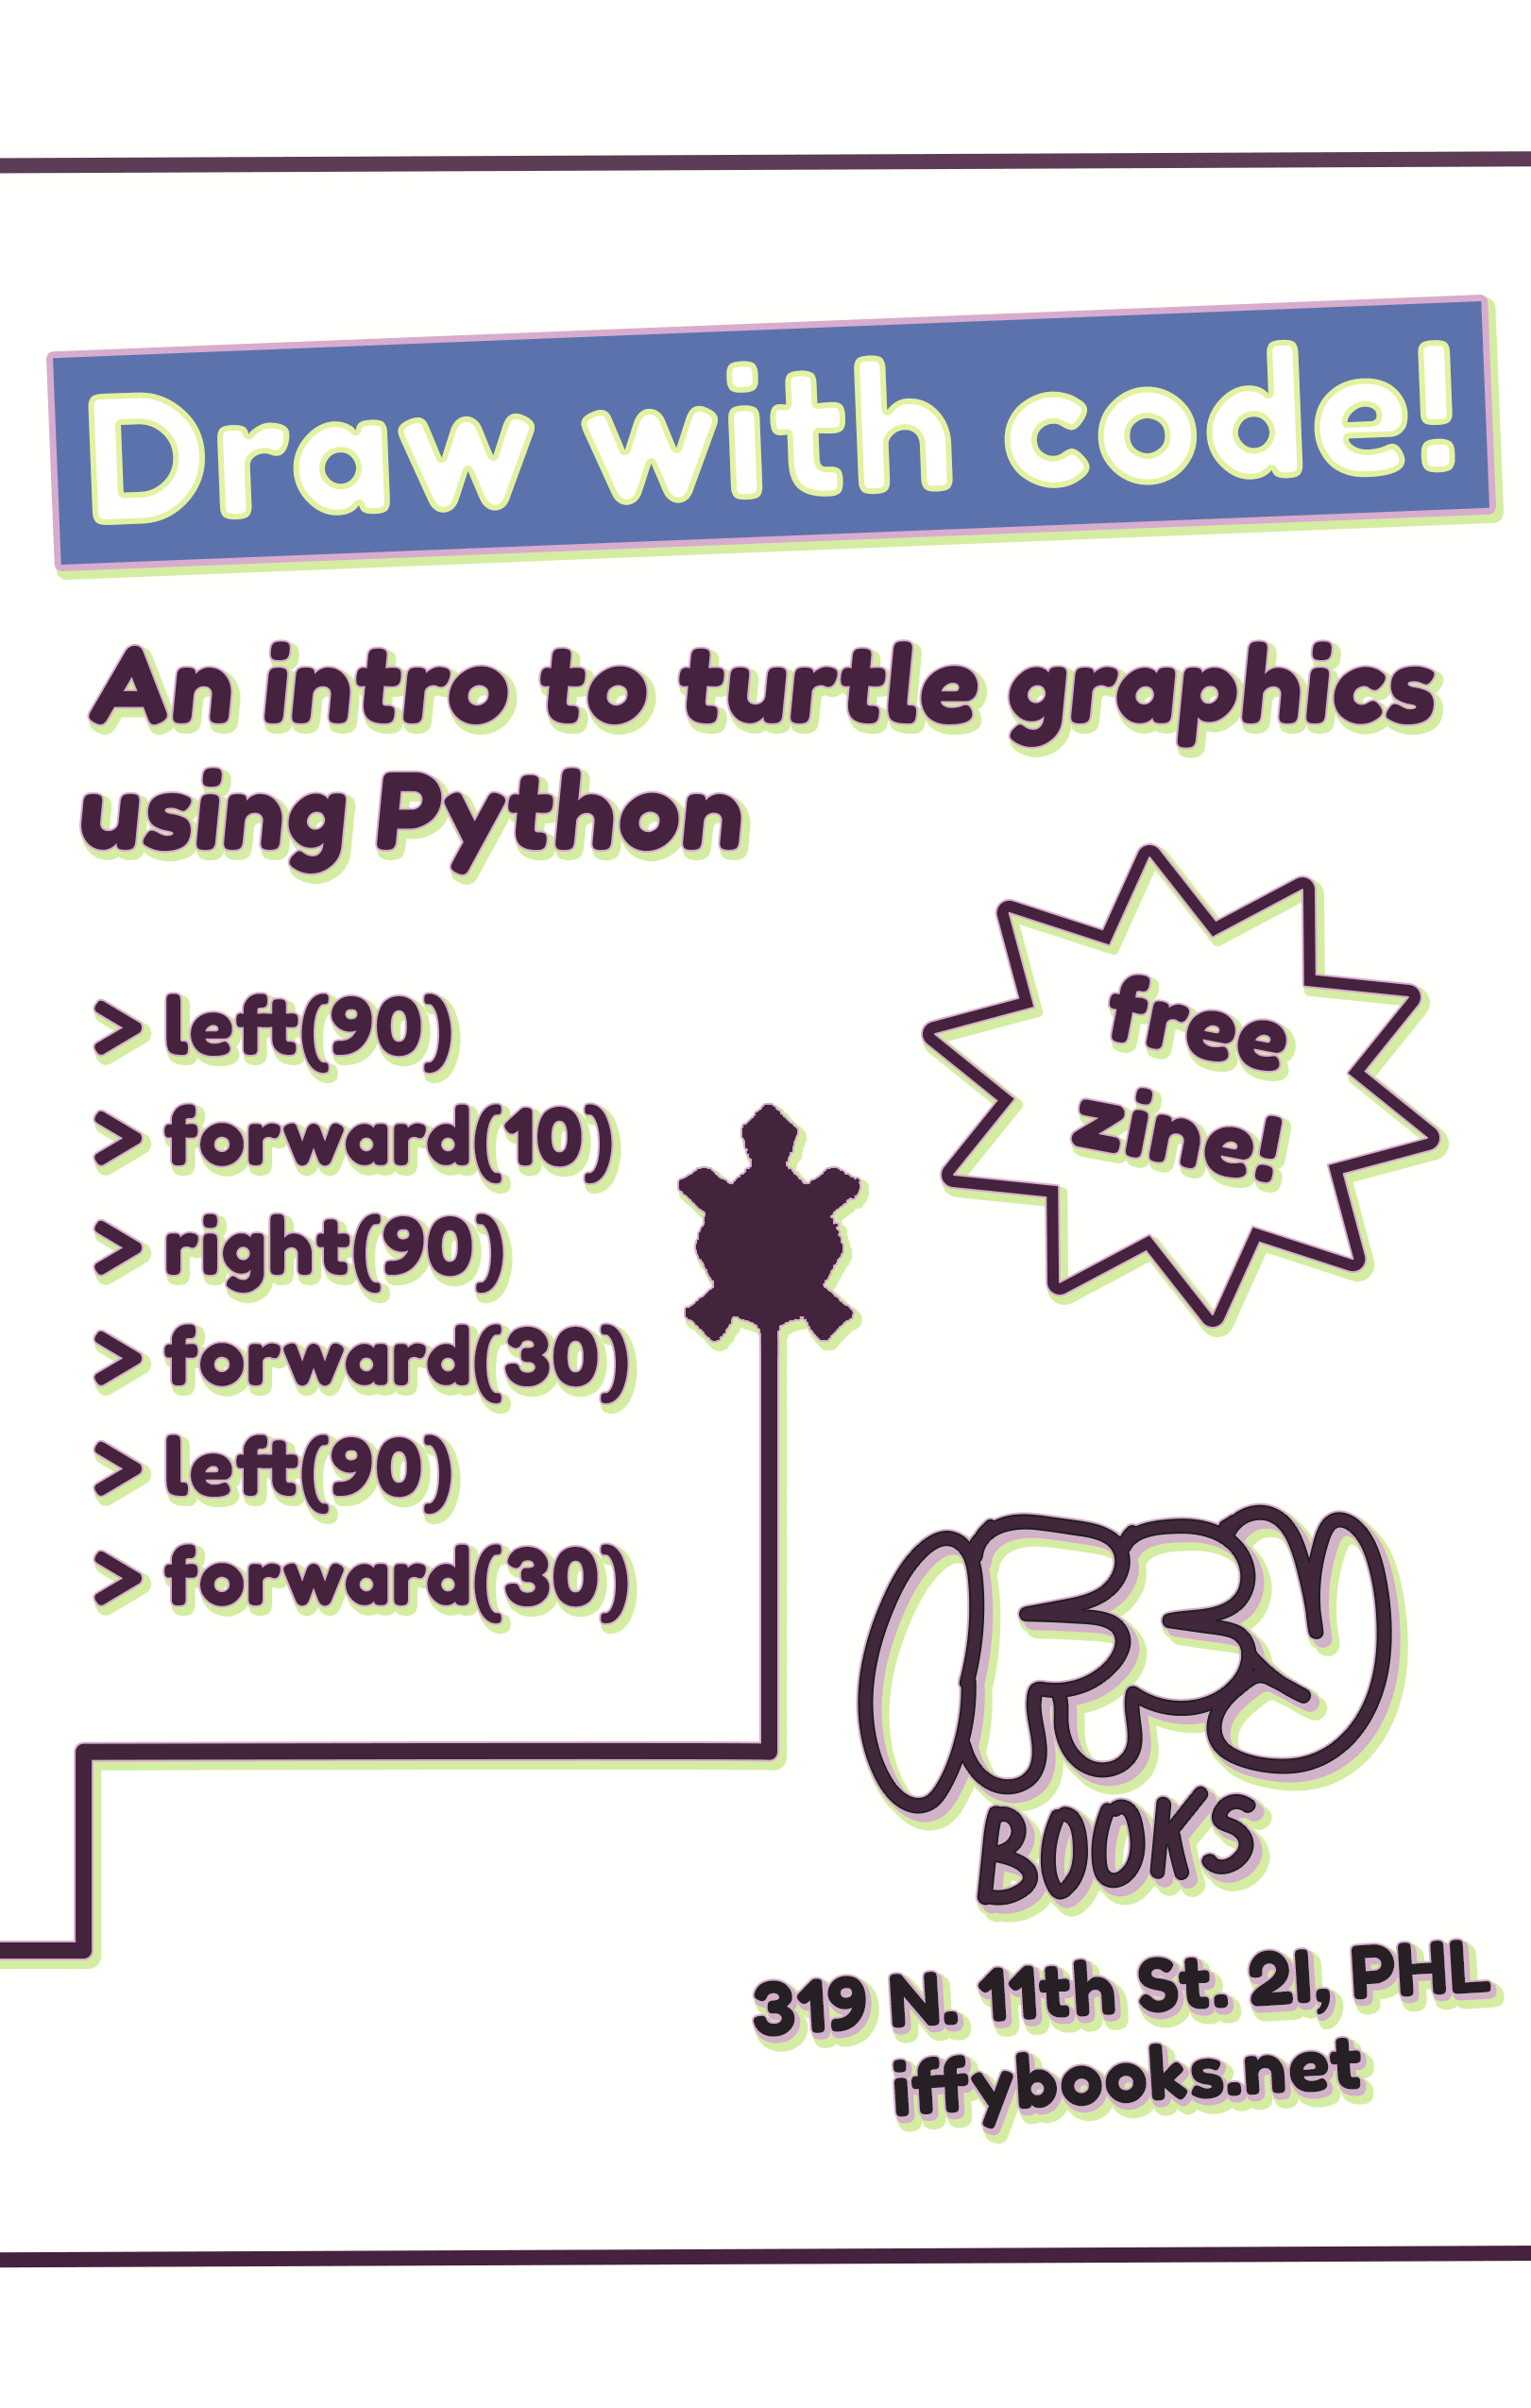 Draw with code!
An intro to turtle graphics
using Python
> left(90)
> forward(10)
> right(90)
> forward(30)
> left(90)
> forward(30)
free
zine!
iffy
BOOKS
319 N. 11th St. 2I, PHL
iffybooks.net